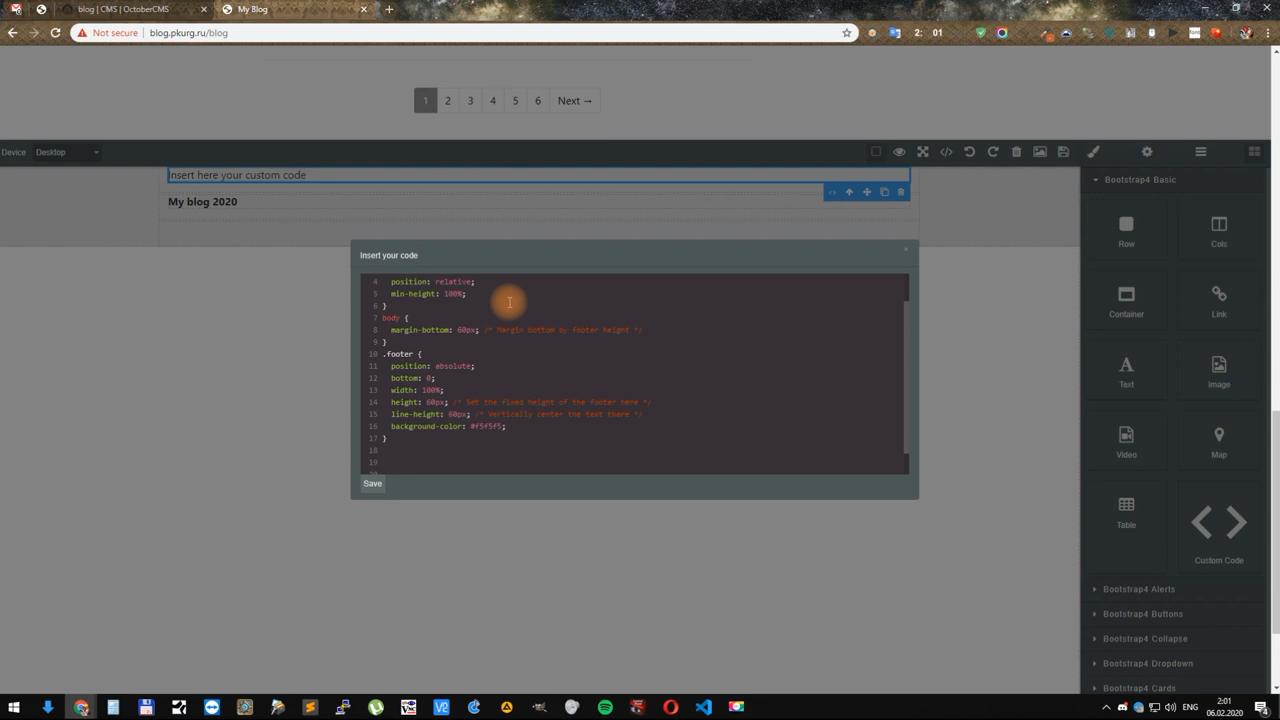 blog | CMS | OctoberCMS
My Blog
Not secure
blog.pkurg.ru/blog
2: 01
1 2 3 4 5 6 Next →
Device Desktop
Insert here your custom code
My blog 2020
Insert your code
4 position: relative;
5 min-height: 100%;
6 }
7 body {
8 margin-bottom: 60px; /* Margin bottom by footer height */
9 }
10 .footer {
11 position: absolute;
12 bottom: 0;
13 width: 100%;
14 height: 60px; /* Set the fixed height of the footer here */
15 line-height: 60px; /* Vertically center the text there */
16 background-color: #f5f5f5;
17 }
18
19
Save
Bootstrap4 Basic
Row Cols
Container Link
Text Image
Video Map
Table
Custom Code
Bootstrap4 Alerts
Bootstrap4 Buttons
Bootstrap4 Collapse
Bootstrap4 Dropdown
Bootstrap4 Cards
ENG
2:01
06.02.2020